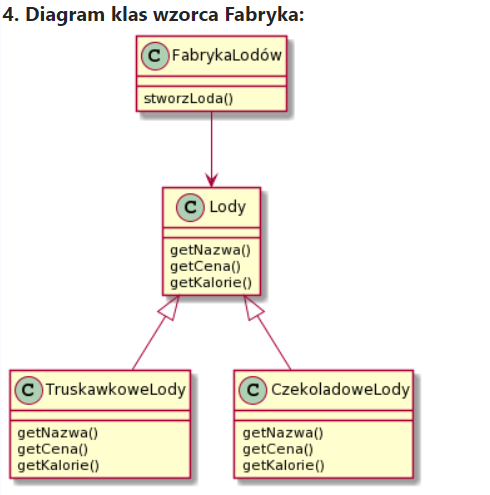 4. Diagram klas wzorca Fabryka:
C FabrykaLodów
stworzLoda()
C Lody
getNazwa()
getCena()
getKalorie()
C TruskawkoweLody
getNazwa()
getCena()
getKalorie()
C CzekoladoweLody
getNazwa()
getCena()
getKalorie()